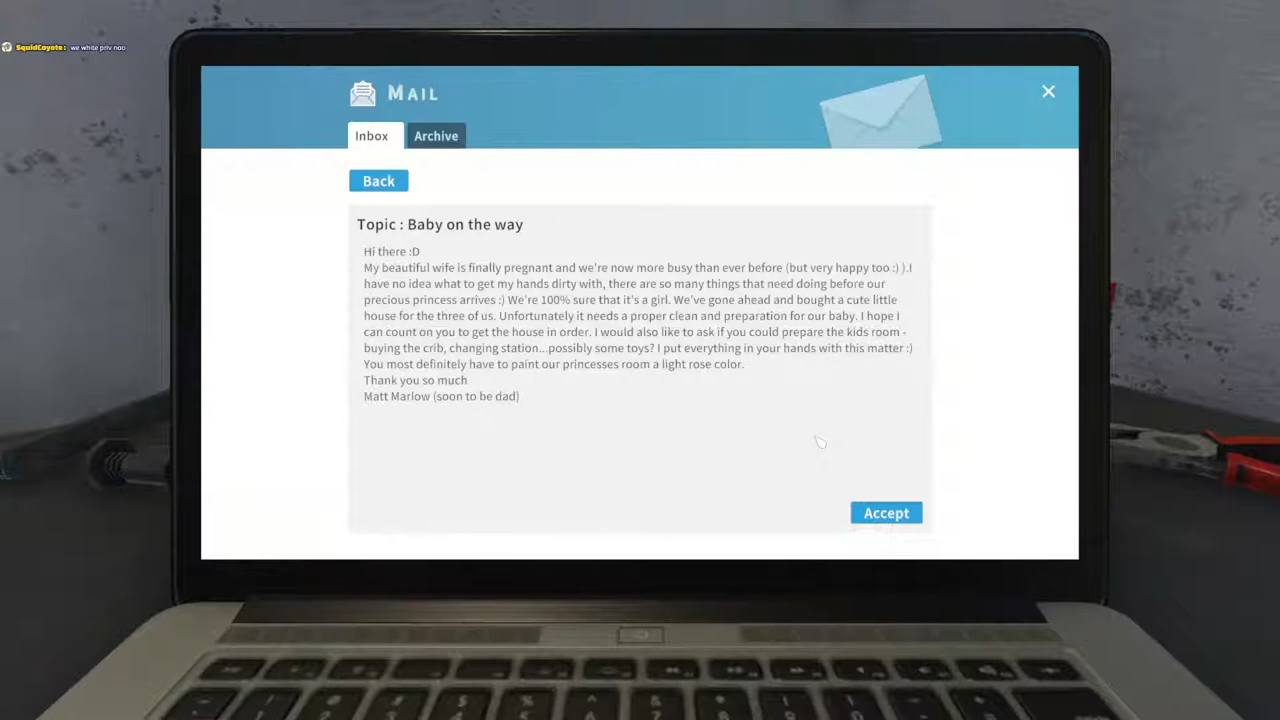 SquidCoyote: we white priv noo
MAIL
Inbox
Archive
Back
Topic : Baby on the way
Hi there :D
My beautiful wife is finally pregnant and we're now more busy than ever before (but very happy too :) ).I
have no idea what to get my hands dirty with, there are so many things that need doing before our
precious princess arrives :) We're 100% sure that it's a girl. We've gone ahead and bought a cute little
house for the three of us. Unfortunately it needs a proper clean and preparation for our baby. I hope I
can count on you to get the house in order. I would also like to ask if you could prepare the kids room -
buying the crib, changing station...possibly some toys? I put everything in your hands with this matter :)
You most definitely have to paint our princesses room a light rose color.
Thank you so much
Matt Marlow (soon to be dad)
Accept